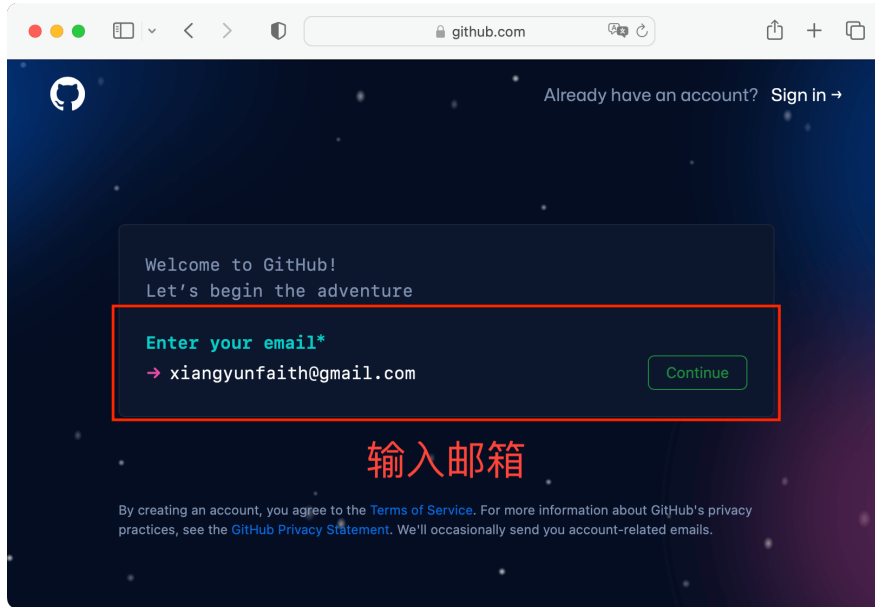 github.com
Already have an account? Sign in →
Welcome to GitHub!
Let's begin the adventure
Enter your email*
→ xiangyunfaith@gmail.com
Continue
输入邮箱
By creating an account, you agree to the Terms of Service. For more information about GitHub's privacy
practices, see the GitHub Privacy Statement. We'll occasionally send you account-related emails.